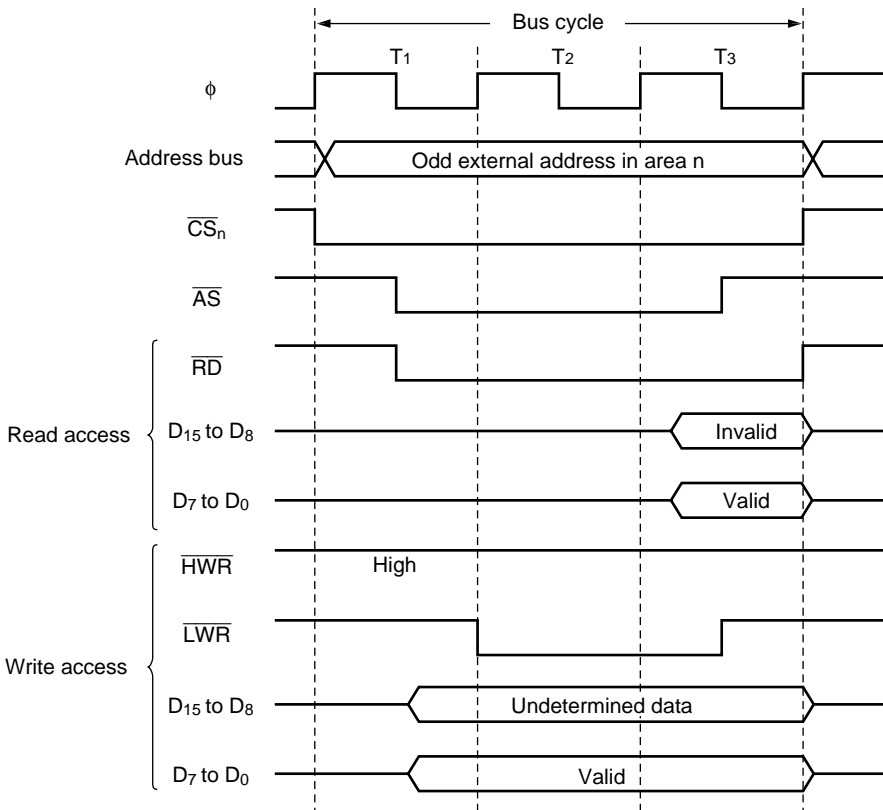 Bus cycle
T1 T2 T3
ϕ
Address bus Odd external address in area n
CSn
AS
RD
Read access
D15 to D8 Invalid
D7 to D0 Valid
HWR High
LWR
Write access
D15 to D8 Undetermined data
D7 to D0 Valid